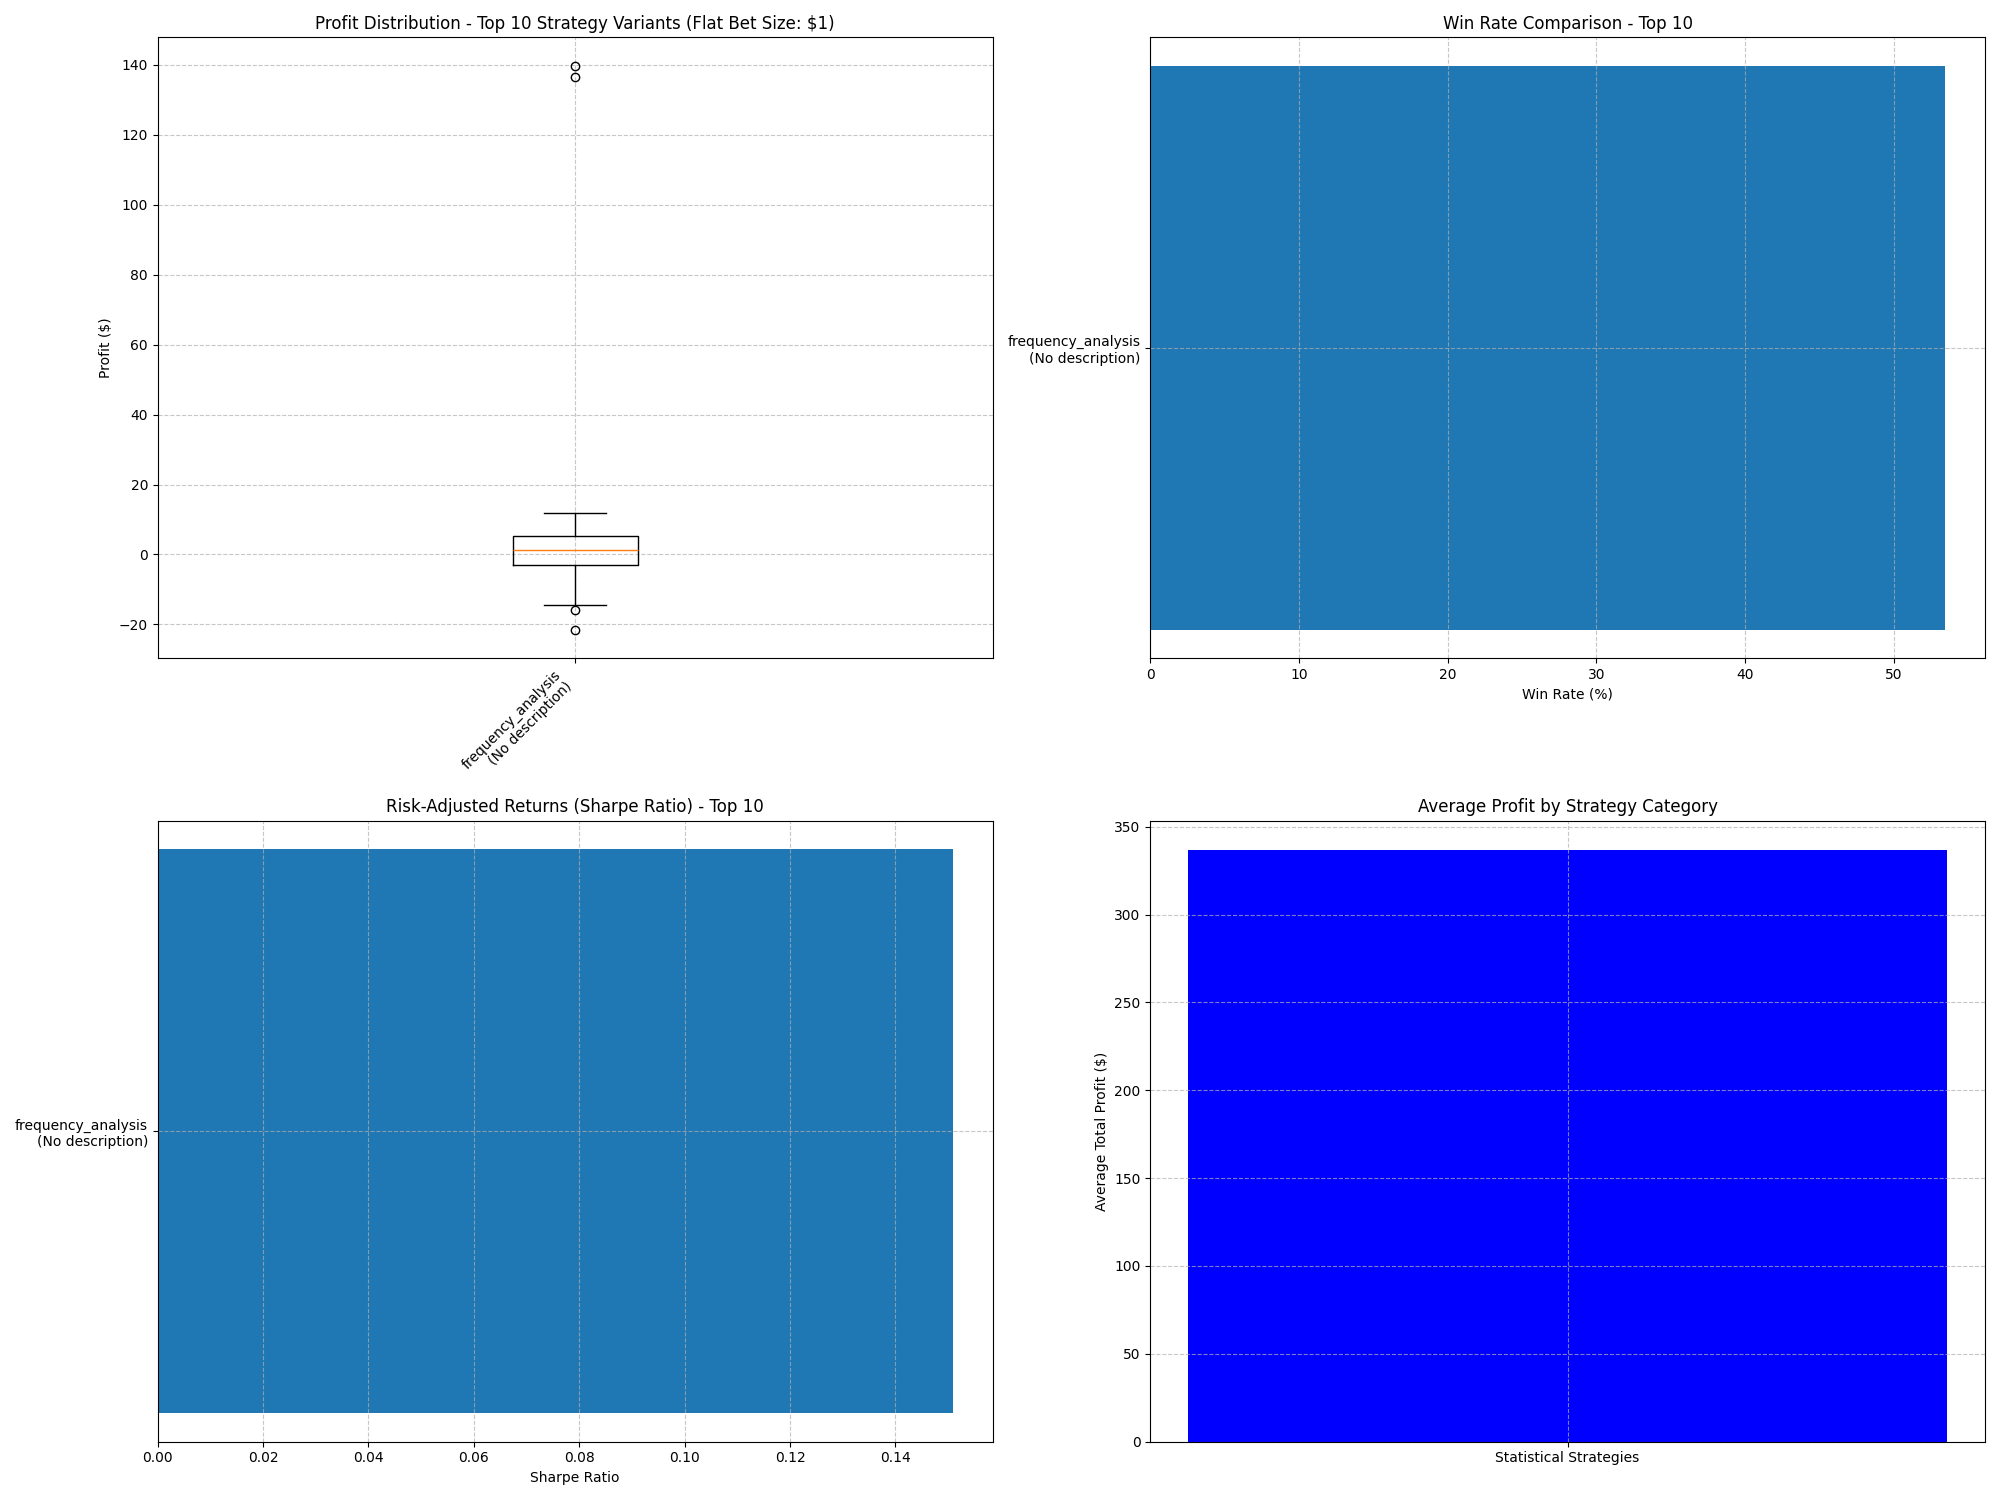 Profit Distribution - Top 10 Strategy Variants (Flat Bet Size: $1)
140
120
100
80
60
40
20
0
−20
Profit ($)
frequency_analysis
(No description)
Win Rate Comparison - Top 10
frequency_analysis
(No description)
0 10 20 30 40 50
Win Rate (%)
Risk-Adjusted Returns (Sharpe Ratio) - Top 10
frequency_analysis
(No description)
0.00 0.02 0.04 0.06 0.08 0.10 0.12 0.14
Sharpe Ratio
Average Profit by Strategy Category
350
300
250
200
150
100
50
0
Average Total Profit ($)
Statistical Strategies